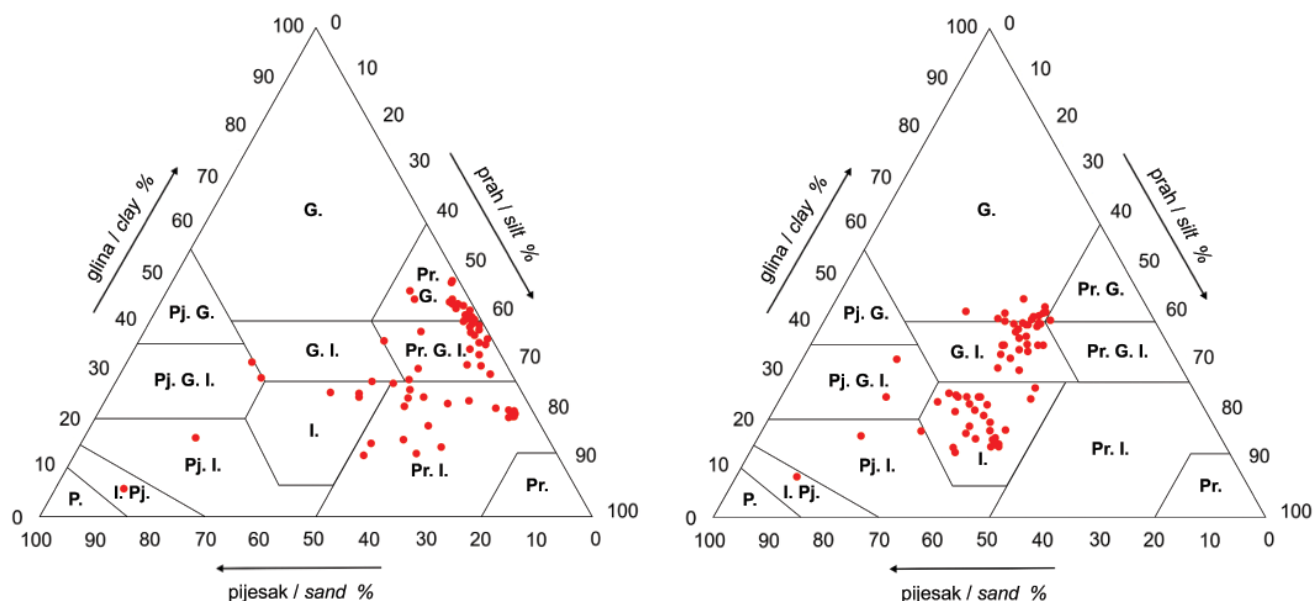 100 0
90 10
80 20
70 30
60 40
50 50
40 60
30 70
20 80
10 90
0 100
100 90 80 70 60 50 40 30 20 10 0
glina / clay %
prah / silt %
pijesak / sand %
G.
Pr.
G.
Pj. G.
G. I.
Pr. G. I.
Pj. G. I.
I.
Pj. I.
Pr. I.
P.
I. Pj.
Pr.
100 0
90 10
80 20
70 30
60 40
50 50
40 60
30 70
20 80
10 90
0 100
100 90 80 70 60 50 40 30 20 10 0
glina / clay %
prah / silt %
pijesak / sand %
G.
Pr. G.
Pj. G.
G. I.
Pr. G. I.
Pj. G. I.
I.
Pj. I.
Pr. I.
P.
I. Pj.
Pr.